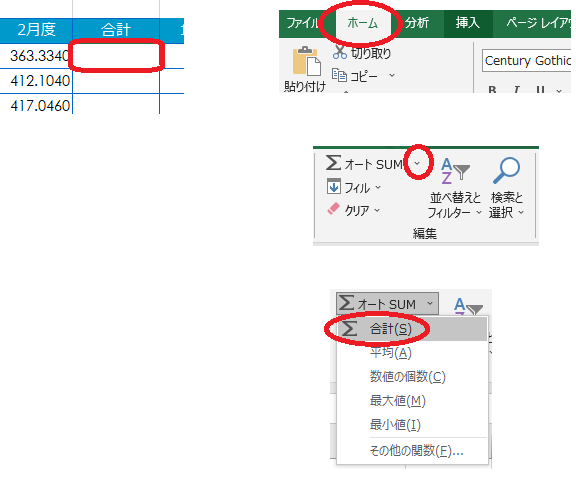 2月度 合計
363.3340
412.1040
417.0460
ファイル ホーム 分析 挿入 ページ レイアウ
切り取り
コピー
貼り付け
Century Gothic
B I U
オート SUM
フィル
クリア
並べ替えと
フィルター
検索と
選択
編集
オート SUM
合計(S)
平均(A)
数値の個数(C)
最大値(M)
最小値(I)
その他の関数(F)...